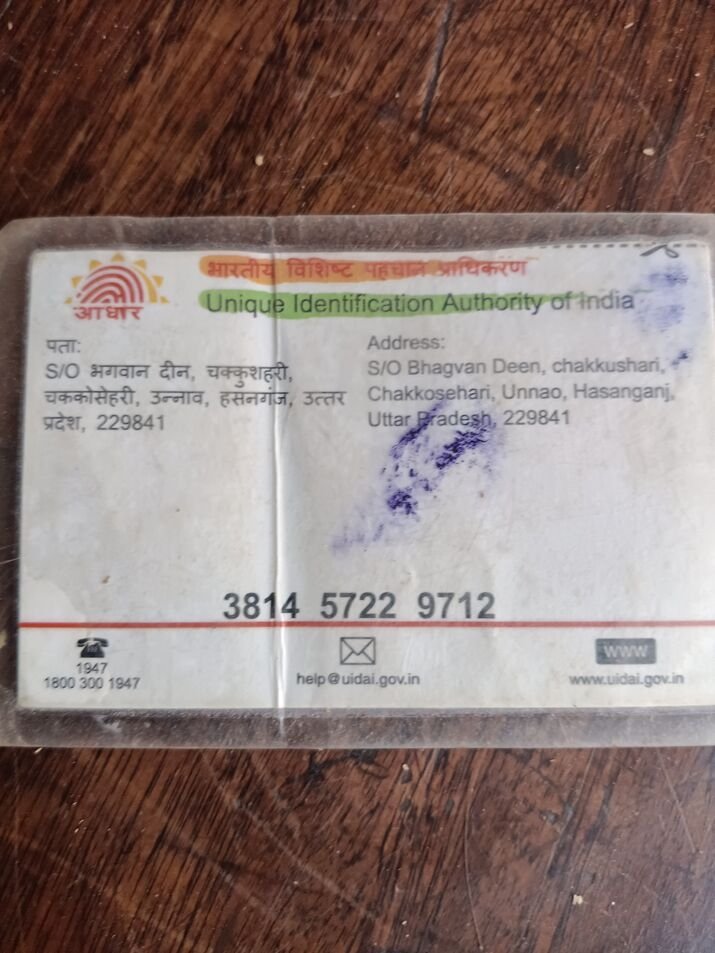 भारतीय विशिष्ट पहचान प्राधिकरण
Unique Identification Authority of India
आधार
पता:
S/O भगवान दीन, चक्कुशहरी,
चककोसेहरी, उन्नाव, हसनगंज, उत्तर
प्रदेश, 229841
Address:
S/O Bhagvan Deen, chakkushari,
Chakkosehari, Unnao, Hasanganj,
Uttar Pradesh, 229841
3814 5722 9712
1947
1800 300 1947
help@uidai.gov.in
www
www.uidai.gov.in